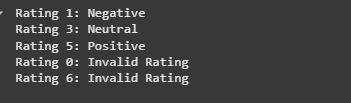 Rating 1: Negative
Rating 3: Neutral
Rating 5: Positive
Rating 0: Invalid Rating
Rating 6: Invalid Rating